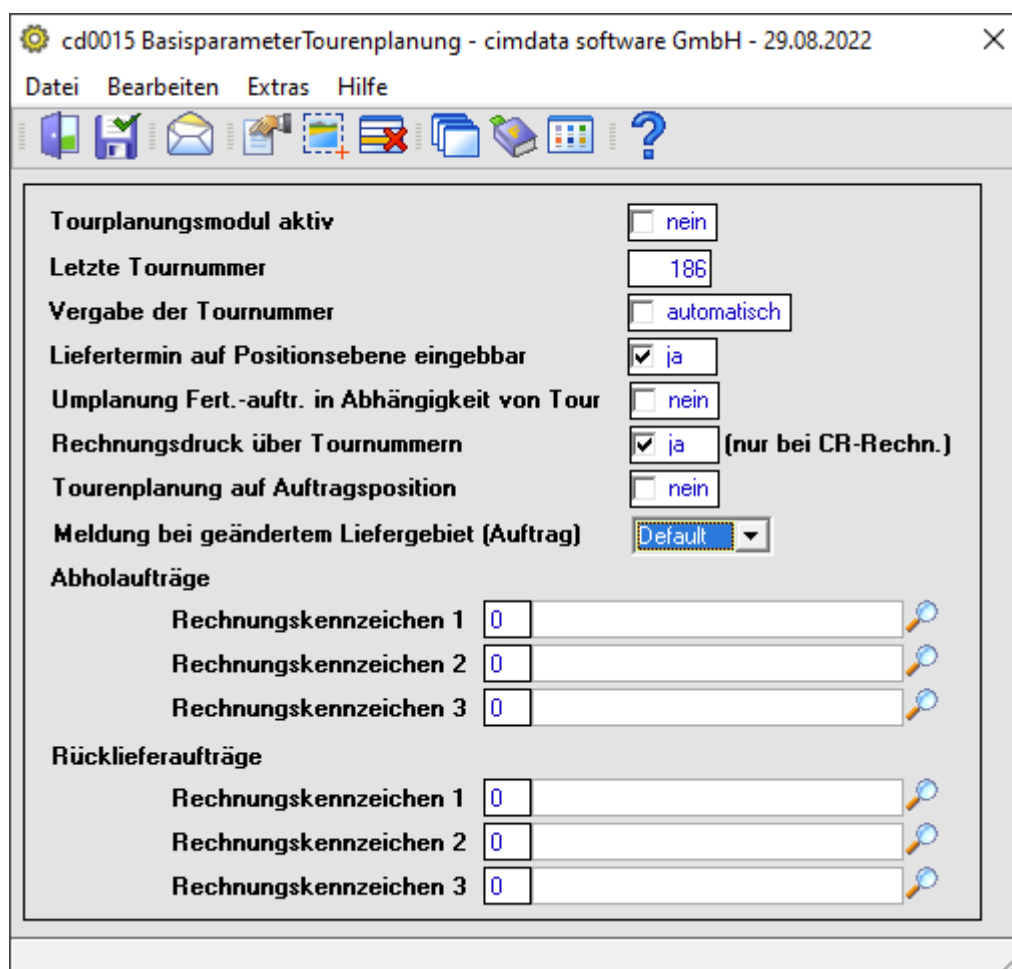 cd0015 BasisparameterTourenplanung - cimdata software GmbH - 29.08.2022
Datei Bearbeiten Extras Hilfe
Tourplanungsmodul aktiv nein
Letzte Tournummer 186
Vergabe der Tournummer automatisch
Liefertermin auf Positionsebene eingebbar ja
Umplanung Fert.-auftr. in Abhängigkeit von Tour nein
Rechnungsdruck über Tournummern ja (nur bei CR-Rechn.)
Tourenplanung auf Auftragsposition nein
Meldung bei geändertem Liefergebiet (Auftrag) Default
Abholaufträge
Rechnungskennzeichen 1 0
Rechnungskennzeichen 2 0
Rechnungskennzeichen 3 0
Rücklieferaufträge
Rechnungskennzeichen 1 0
Rechnungskennzeichen 2 0
Rechnungskennzeichen 3 0